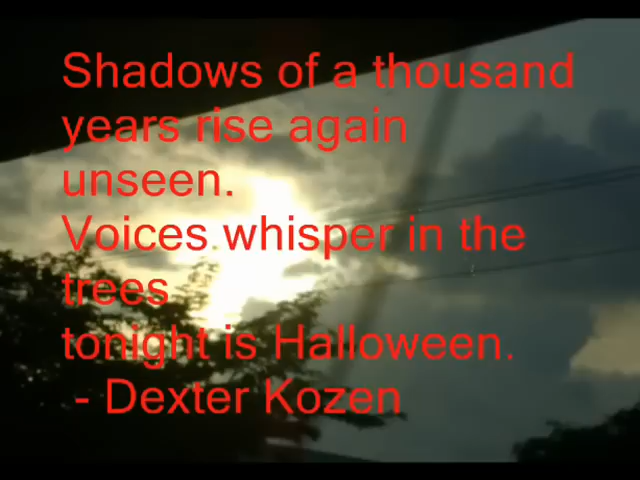 Shadows of a thousand
years rise again
unseen.
Voices whisper in the
trees
tonight is Halloween.
- Dexter Kozen